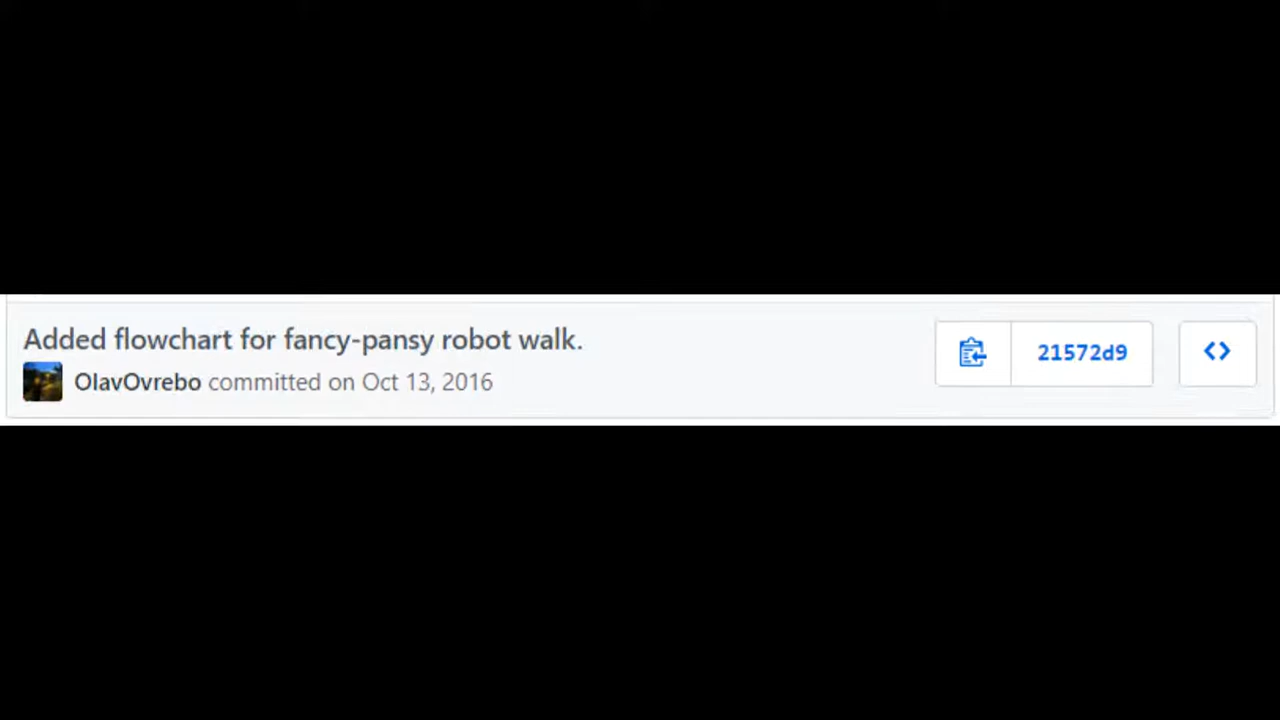 Added flowchart for fancy-pansy robot walk.
OlavOvrebo committed on Oct 13, 2016
21572d9